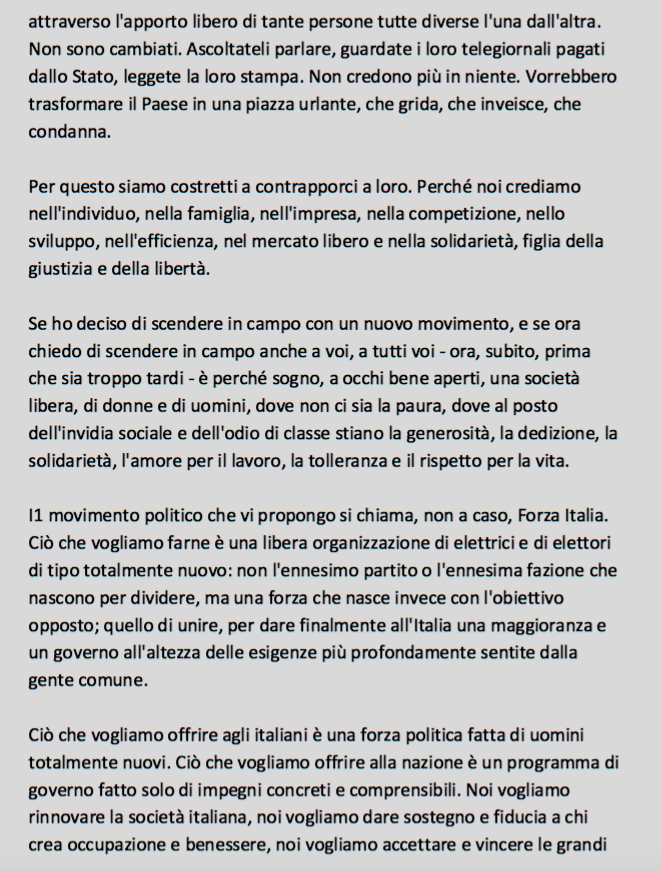 attraverso l'apporto libero di tante persone tutte diverse l'una dall'altra.
Non sono cambiati. Ascoltateli parlare, guardate i loro telegiornali pagati
dallo Stato, leggete la loro stampa. Non credono più in niente. Vorrebbero
trasformare il Paese in una piazza urlante, che grida, che inveisce, che
condanna.

Per questo siamo costretti a contrapporci a loro. Perché noi crediamo
nell'individuo, nella famiglia, nell'impresa, nella competizione, nello
sviluppo, nell'efficienza, nel mercato libero e nella solidarietà, figlia della
giustizia e della libertà.

Se ho deciso di scendere in campo con un nuovo movimento, e se ora
chiedo di scendere in campo anche a voi, a tutti voi - ora, subito, prima
che sia troppo tardi - è perché sogno, a occhi bene aperti, una società
libera, di donne e di uomini, dove non ci sia la paura, dove al posto
dell'invidia sociale e dell'odio di classe stiano la generosità, la dedizione, la
solidarietà, l'amore per il lavoro, la tolleranza e il rispetto per la vita.

I1 movimento politico che vi propongo si chiama, non a caso, Forza Italia.
Ciò che vogliamo farne è una libera organizzazione di elettrici e di elettori
di tipo totalmente nuovo: non l'ennesimo partito o l'ennesima fazione che
nascono per dividere, ma una forza che nasce invece con l'obiettivo
opposto; quello di unire, per dare finalmente all'Italia una maggioranza e
un governo all'altezza delle esigenze più profondamente sentite dalla
gente comune.

Ciò che vogliamo offrire agli italiani è una forza politica fatta di uomini
totalmente nuovi. Ciò che vogliamo offrire alla nazione è un programma di
governo fatto solo di impegni concreti e comprensibili. Noi vogliamo
rinnovare la società italiana, noi vogliamo dare sostegno e fiducia a chi
crea occupazione e benessere, noi vogliamo accettare e vincere le grandi